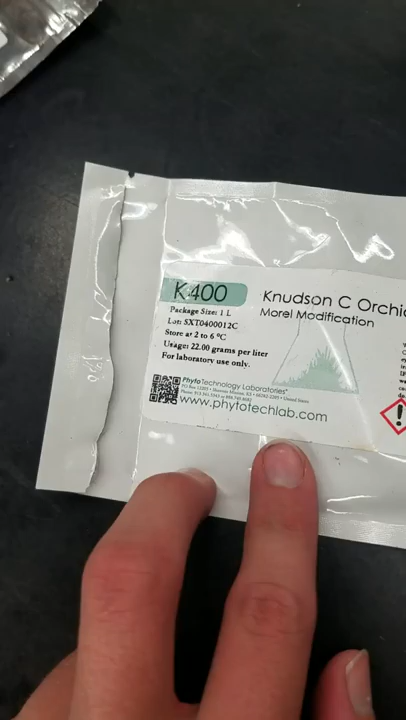 K400
Knudson C Orchi
Morel Modification
Package Size: 1 L
Lot: SXT0400012C
Store at 2 to 6 °C
Usage: 22.00 grams per liter
For laboratory use only.
PhytoTechnology Laboratories®
www.phytotechlab.com